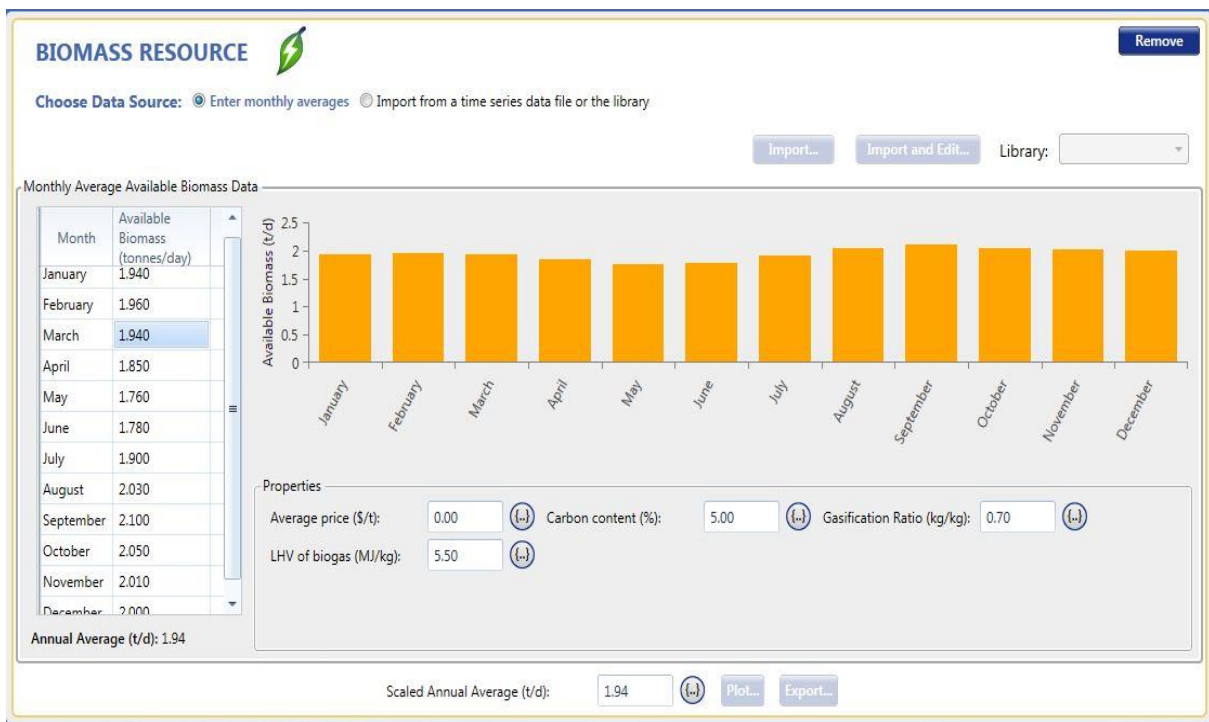 BIOMASS RESOURCE
Remove
Choose Data Source: Enter monthly averages Import from a time series data file or the library
Import... Import and Edit... Library:
Monthly Average Available Biomass Data
Month Available Biomass (tonnes/day)
January 1.940
February 1.960
March 1.940
April 1.850
May 1.760
June 1.780
July 1.900
August 2.030
September 2.100
October 2.050
November 2.010
December 2.000
Annual Average (t/d): 1.94
Available Biomass (t/d)
2.5
2
1.5
1
0.5
0
January February March April May June July August September October November December
Properties
Average price ($/t): 0.00 {..} Carbon content (%): 5.00 {..} Gasification Ratio (kg/kg): 0.70 {..}
LHV of biogas (MJ/kg): 5.50 {..}
Scaled Annual Average (t/d): 1.94 {..} Plot... Export...